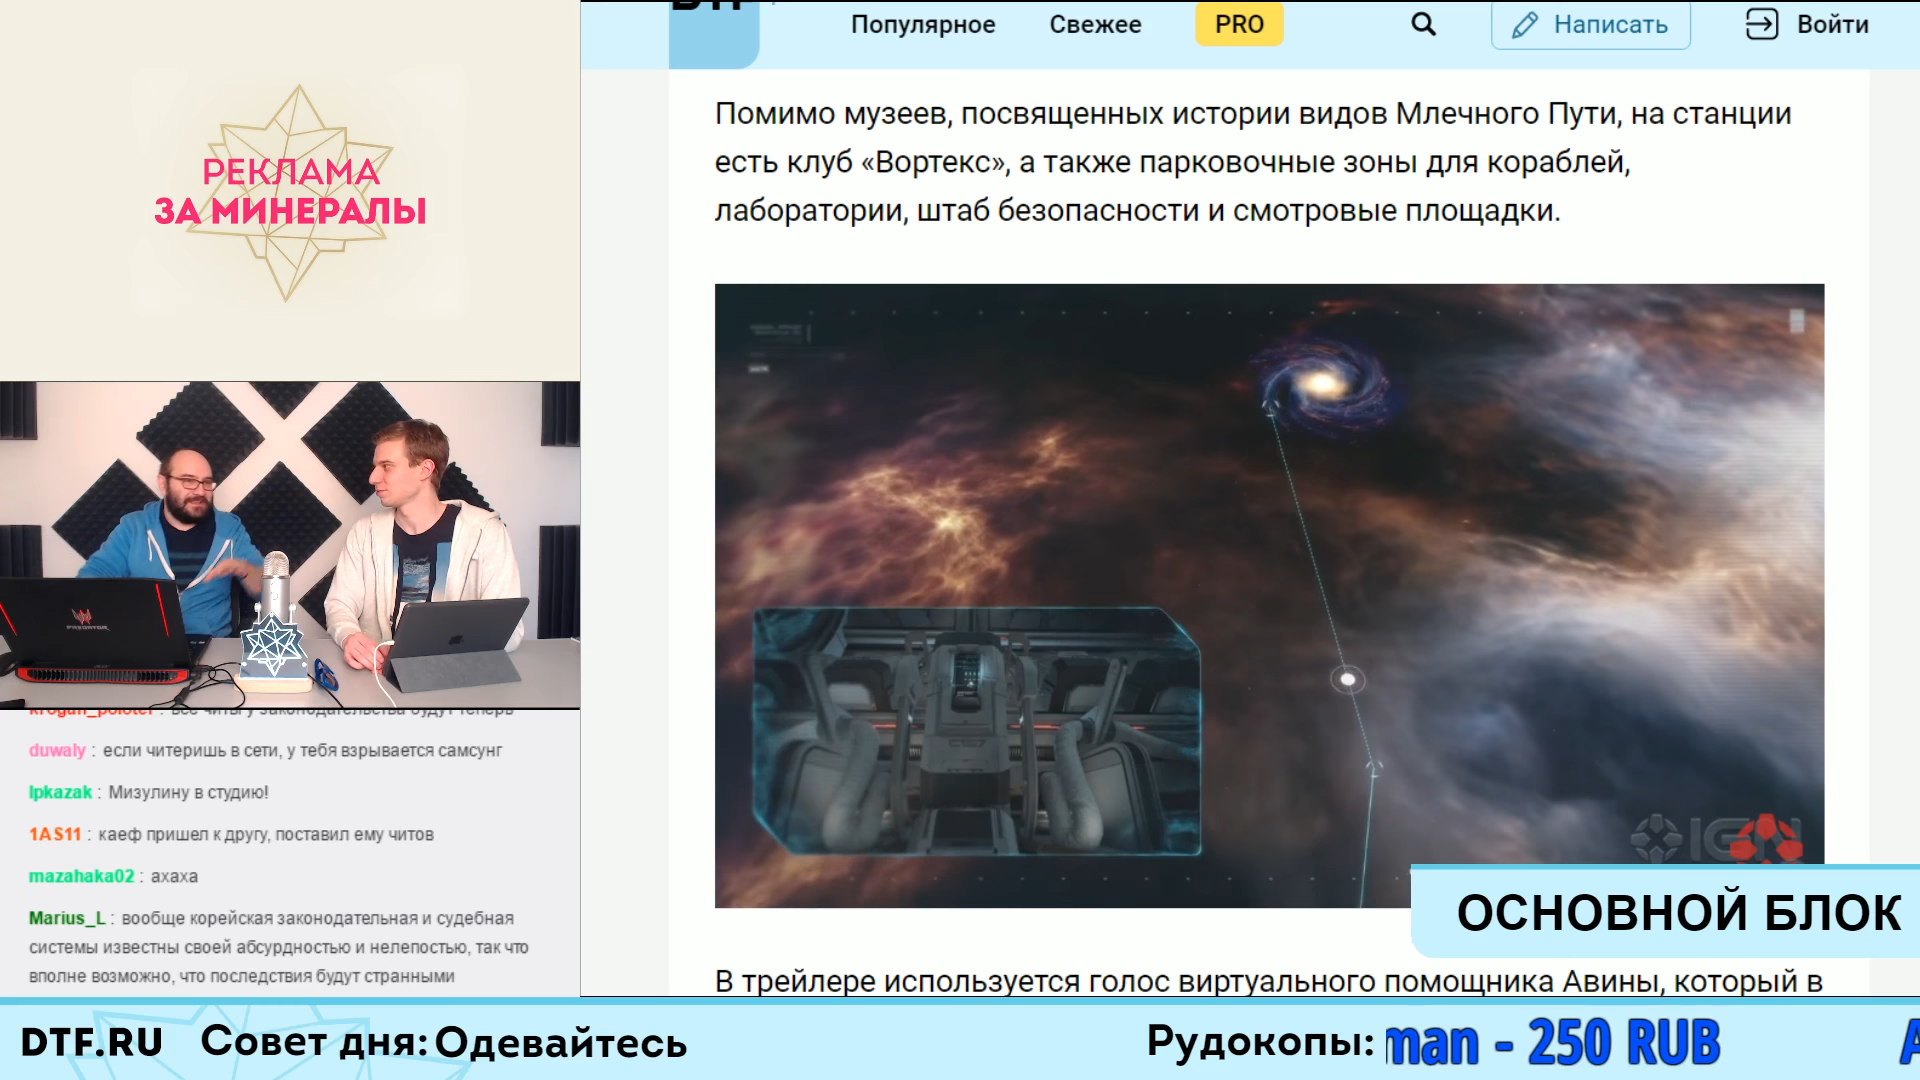 РЕКЛАМА
ЗА МИНЕРАЛЫ
PREDATOR
duwaly : если читеришь в сети, у тебя взрывается самсунг
Ipkazak : Мизулину в студию!
1AS11 : каеф пришел к другу, поставил ему читов
mazahaka02 : ахаха
Marius_L : вообще корейская законодательная и судебная
системы известны своей абсурдностью и нелепостью, так что
вполне возможно, что последствия будут странными
DTF
Популярное
Свежее
PRO
Написать
Войти
Помимо музеев, посвященных истории видов Млечного Пути, на станции
есть клуб «Вортекс», а также парковочные зоны для кораблей,
лаборатории, штаб безопасности и смотровые площадки.
IGN
ОСНОВНОЙ БЛОК
В трейлере используется голос виртуального помощника Авины, который в
DTF.RU
Совет дня: Одевайтесь
Рудокопы: man - 250 RUB